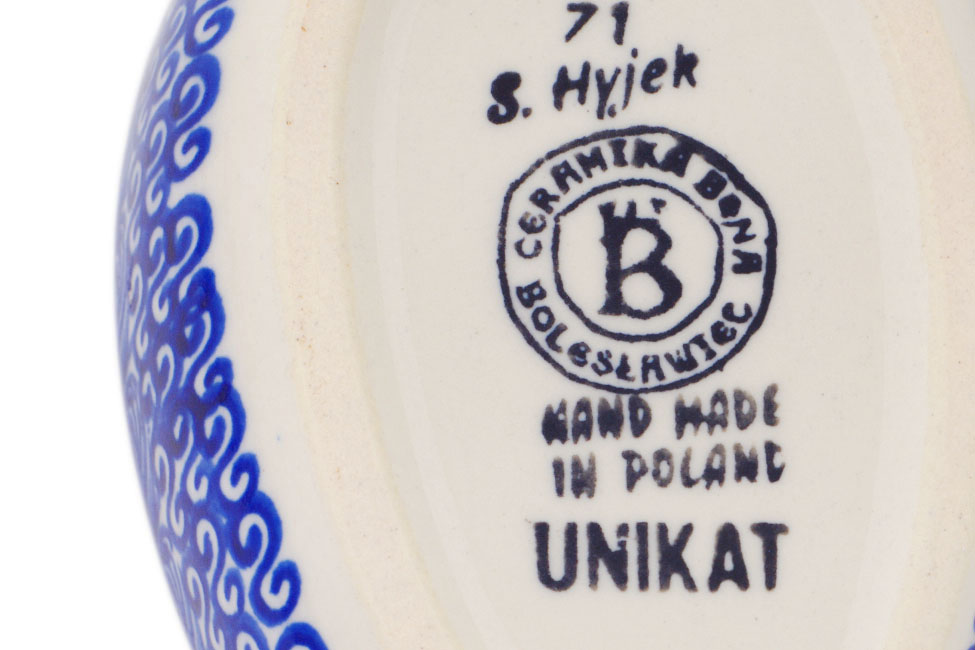 71
S. Hyjek
CERAMIKA BONA
B
BOLESŁAWIEC
HAND MADE
IN POLAND
UNIKAT